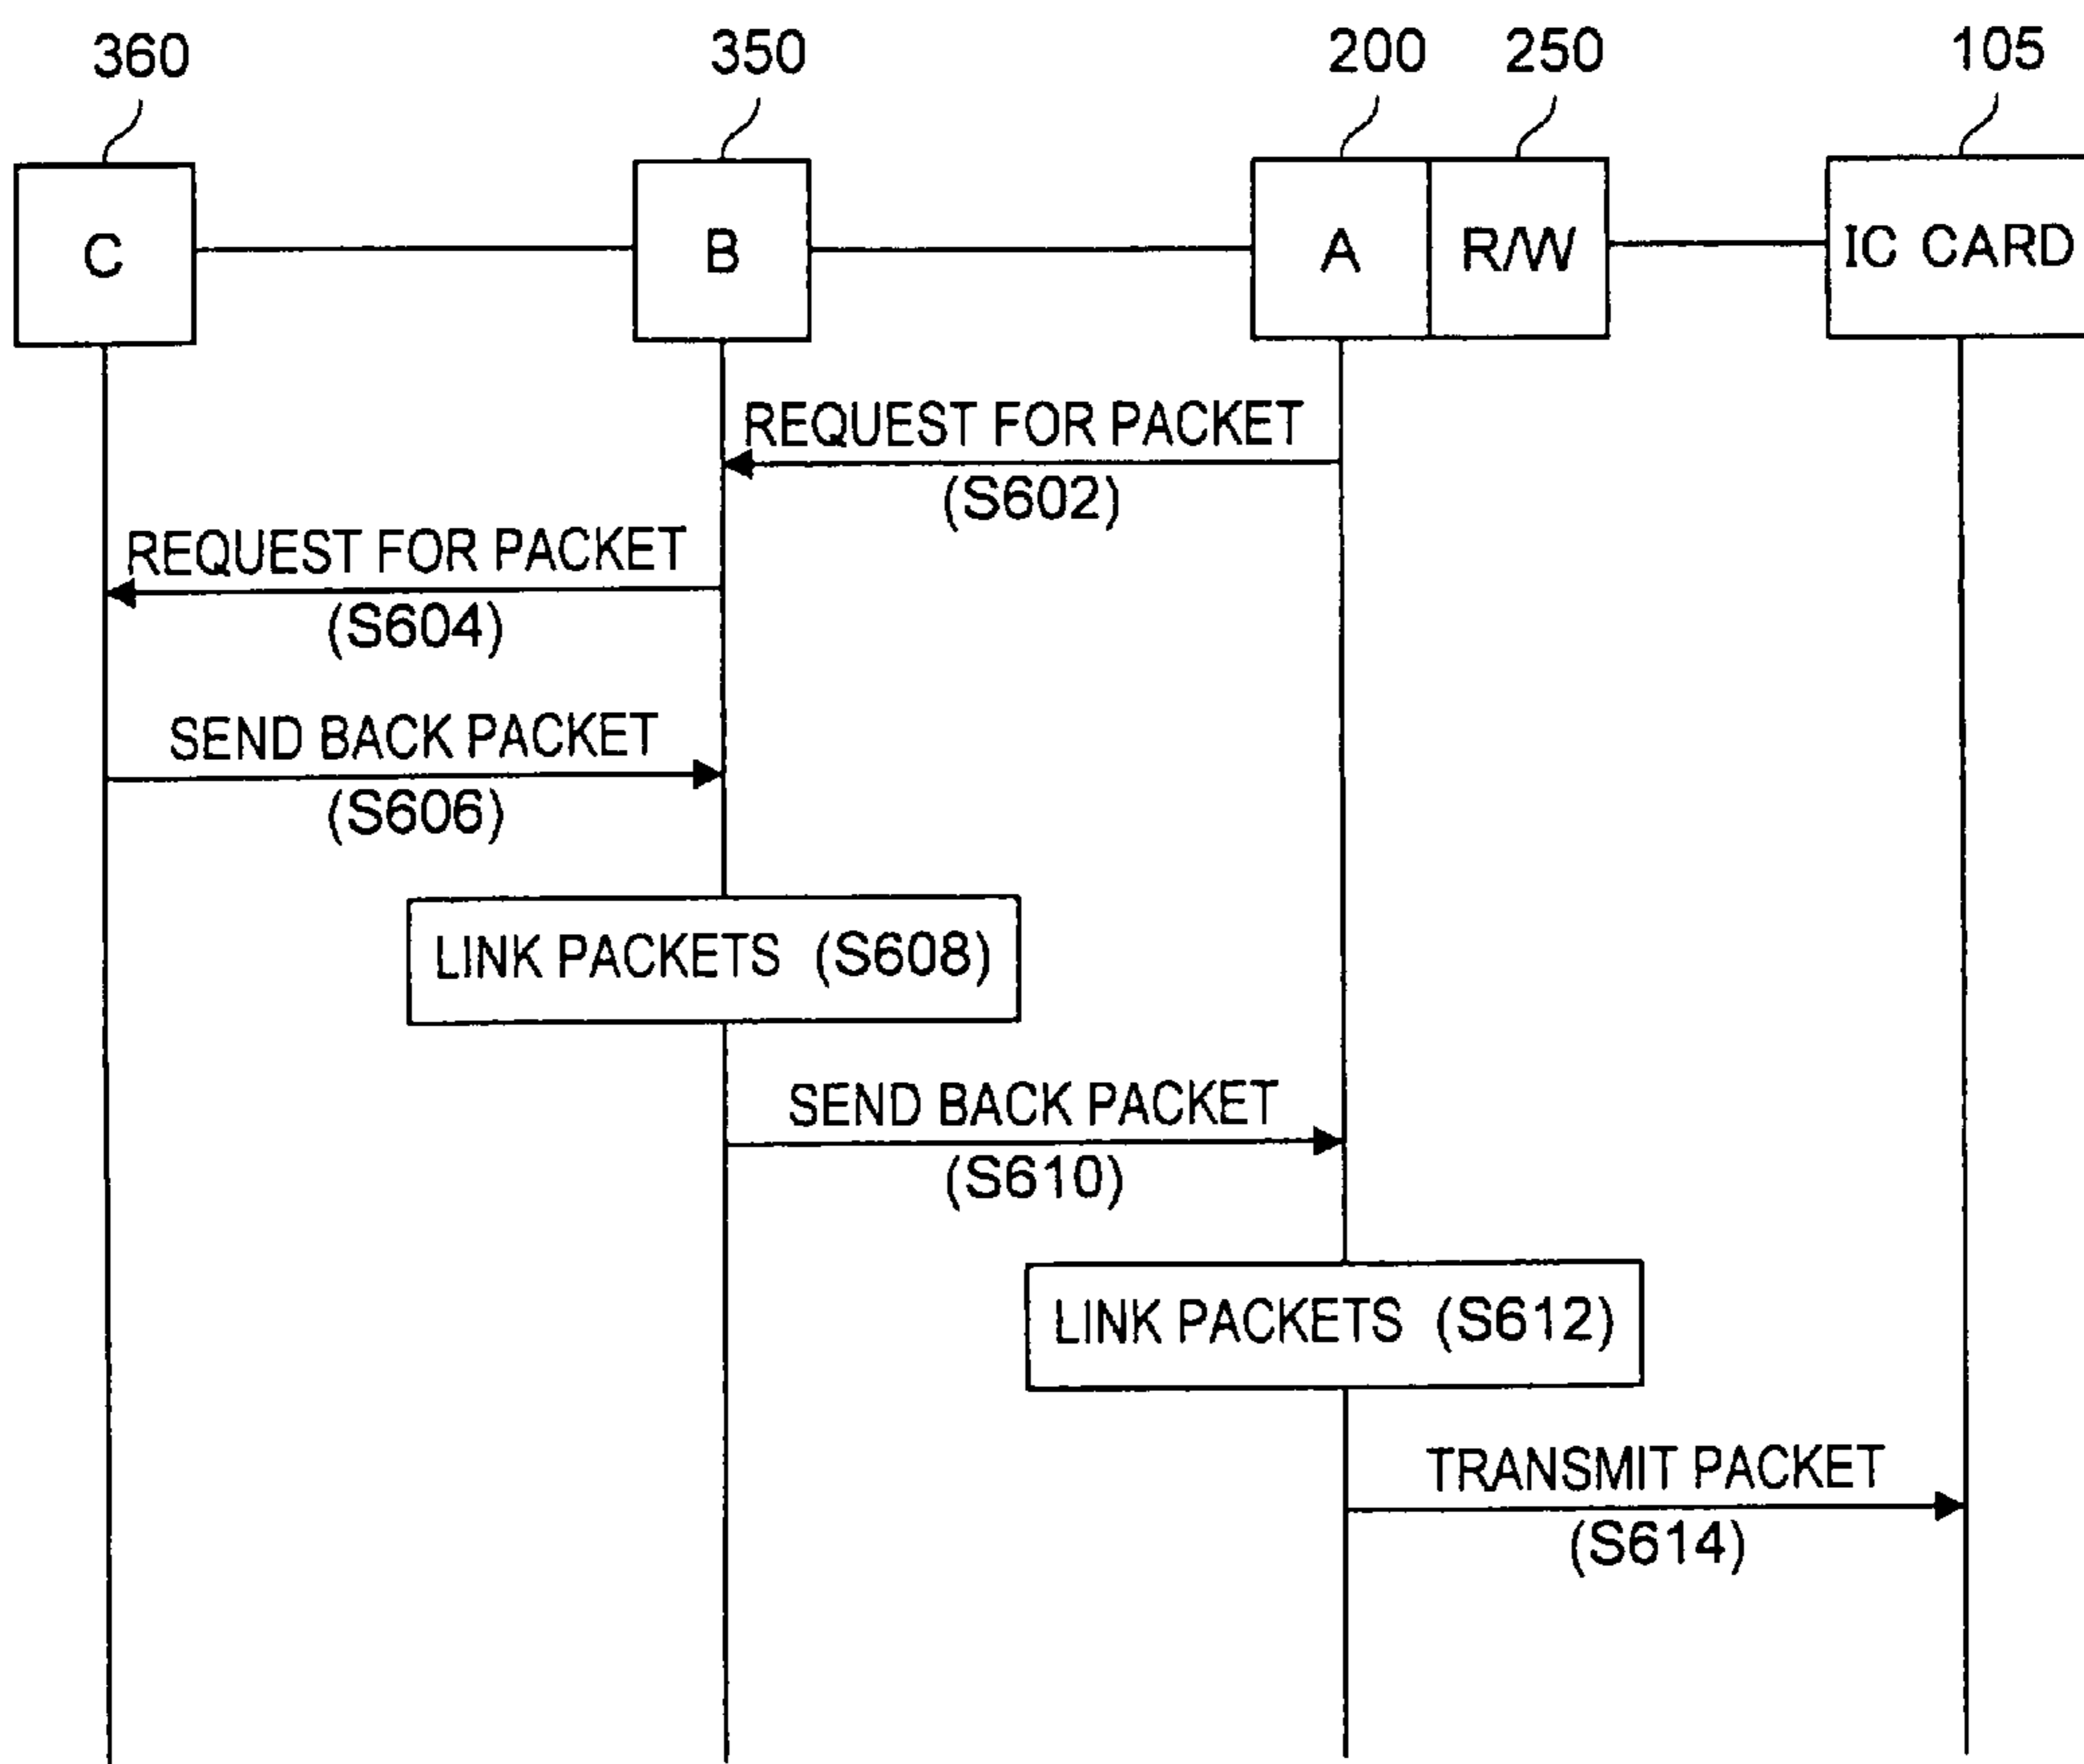 360 350 200 250 105
C B A R/W IC CARD
REQUEST FOR PACKET
(S602)
REQUEST FOR PACKET
(S604)
SEND BACK PACKET
(S606)
LINK PACKETS (S608)
SEND BACK PACKET
(S610)
LINK PACKETS (S612)
TRANSMIT PACKET
(S614)